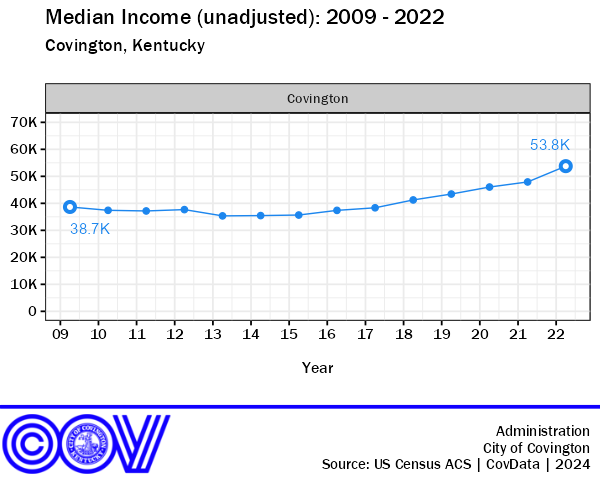 Median Income (unadjusted): 2009 - 2022
Covington, Kentucky
Covington
70K
60K
50K
40K
30K
20K
10K
0
53.8K
38.7K
09 10 11 12 13 14 15 16 17 18 19 20 21 22
Year
COV
CITY OF COVINGTON
KENTUCKY
Administration
City of Covington
Source: US Census ACS | CovData | 2024